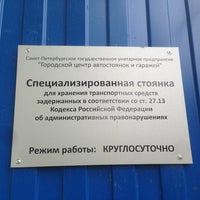 Санкт-Петербургское государственное унитарное предприятие
"Городской центр автостоянок и гаражей"
Специализированная стоянка
для хранения транспортных средств
задержанных в соответствии со ст. 27.13
Кодекса Российской Федерации
об административных правонарушениях
Режим работы: КРУГЛОСУТОЧНО